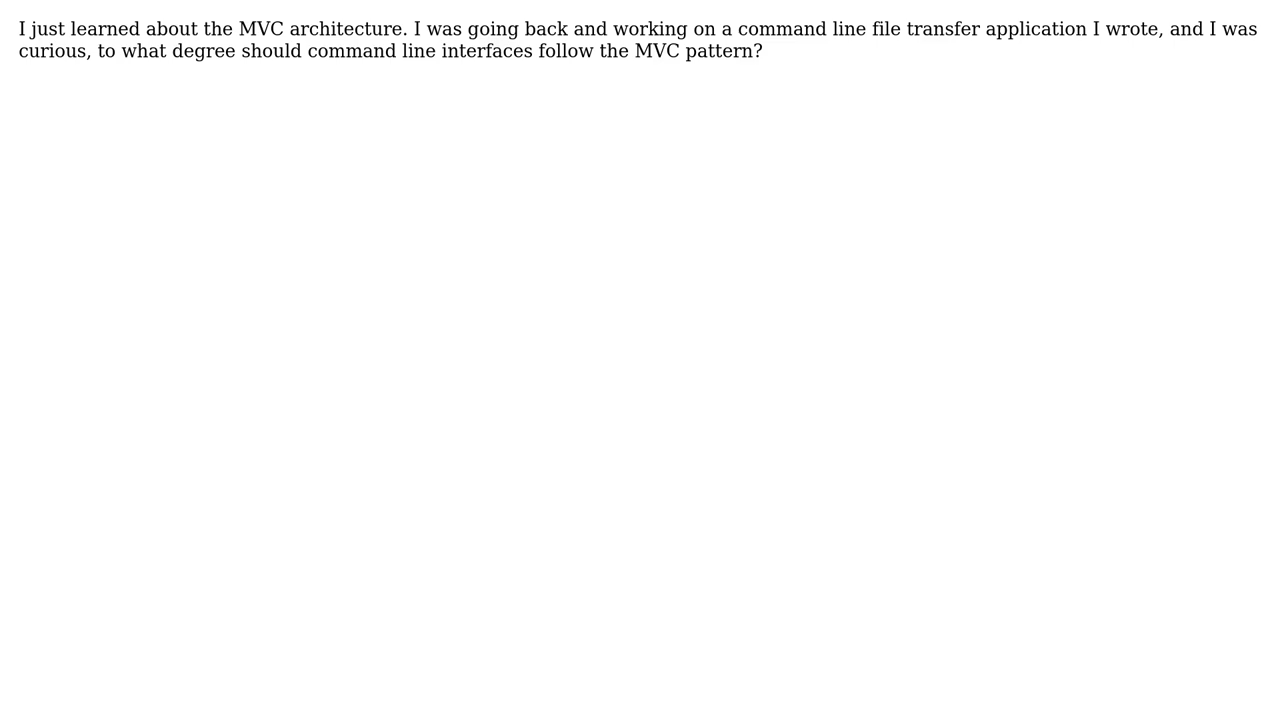 I just learned about the MVC architecture. I was going back and working on a command line file transfer application I wrote, and I was
curious, to what degree should command line interfaces follow the MVC pattern?